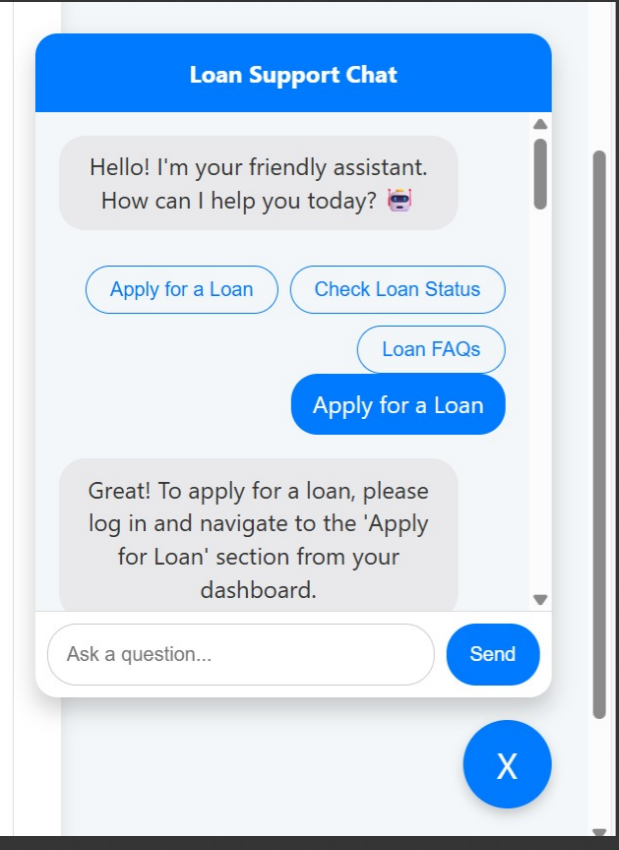 Loan Support Chat
Hello! I'm your friendly assistant.
How can I help you today? 🤖
Apply for a Loan
Check Loan Status
Loan FAQs
Apply for a Loan
Great! To apply for a loan, please
log in and navigate to the 'Apply
for Loan' section from your
dashboard.
Ask a question...
Send
X